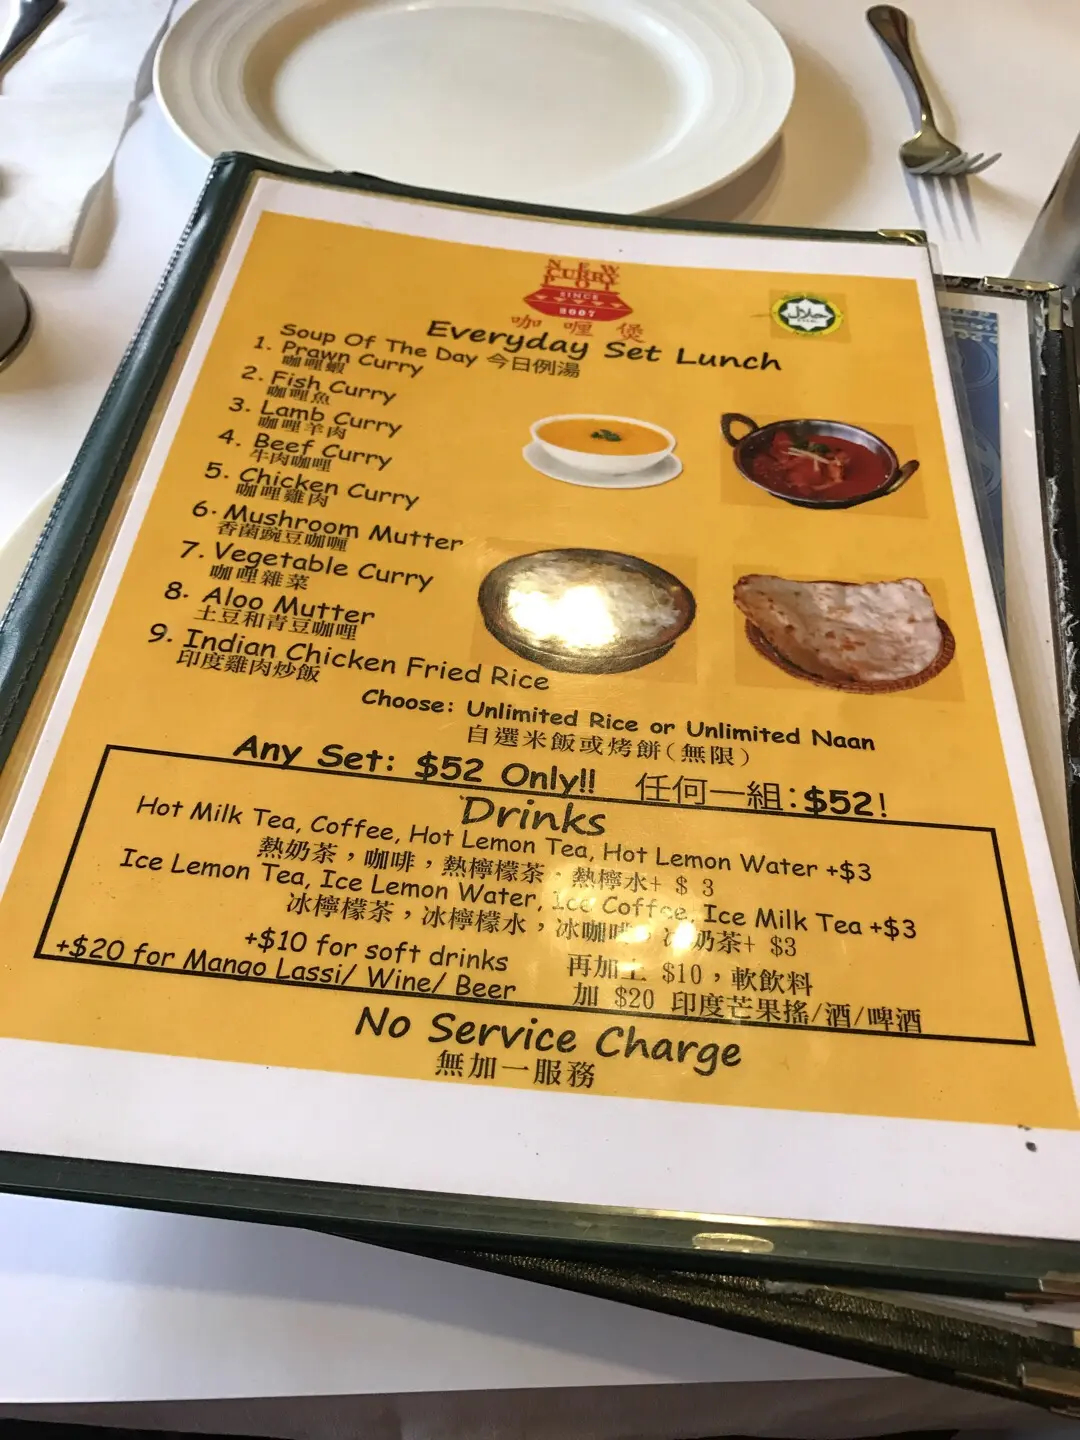 NEW
CURRY
POT
SINCE
2007
咖喱煲
حلال
Everyday Set Lunch
Soup Of The Day 今日例湯
1. Prawn Curry
咖哩蝦
2. Fish Curry
咖哩魚
3. Lamb Curry
咖哩羊肉
4. Beef Curry
牛肉咖哩
5. Chicken Curry
咖哩雞肉
6. Mushroom Mutter
香菌豌豆咖喱
7. Vegetable Curry
咖哩雜菜
8. Aloo Mutter
土豆和青豆咖哩
9. Indian Chicken Fried Rice
印度雞肉炒飯
Choose: Unlimited Rice or Unlimited Naan
自選米飯或烤餅(無限)
Any Set: $52 Only!! 任何一組:$52!
Drinks
Hot Milk Tea, Coffee, Hot Lemon Tea, Hot Lemon Water +$3
熱奶茶，咖啡，熱檸檬茶，熱檸水+ $ 3
Ice Lemon Tea, Ice Lemon Water, Ice Coffee, Ice Milk Tea +$3
冰檸檬茶，冰檸檬水，冰咖啡，冰奶茶+ $3
+$10 for soft drinks 再加上 $10，軟飲料
+$20 for Mango Lassi/ Wine/ Beer 加 $20 印度芒果搖/酒/啤酒
No Service Charge
無加一服務